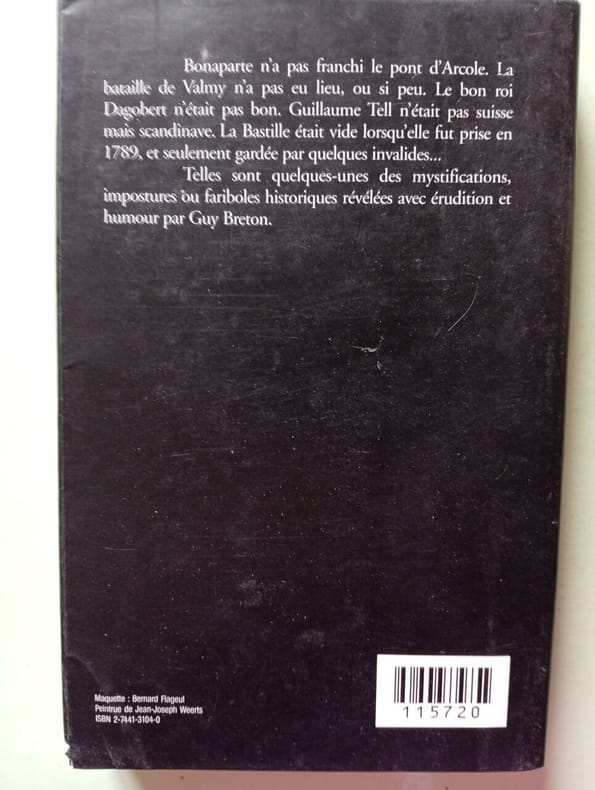 Bonaparte n'a pas franchi le pont d'Arcole. La
bataille de Valmy n'a pas eu lieu, ou si peu. Le bon roi
Dagobert n'était pas bon. Guillaume Tell n'était pas suisse
mais scandinave. La Bastille était vide lorsqu'elle fut prise en
1789, et seulement gardée par quelques invalides...
Telles sont quelques-unes des mystifications,
impostures ou fariboles historiques révélées avec érudition et
humour par Guy Breton.
Maquette : Bernard Flageul
Peintrue de Jean-Joseph Weerts
ISBN 2-7441-3104-0
115720